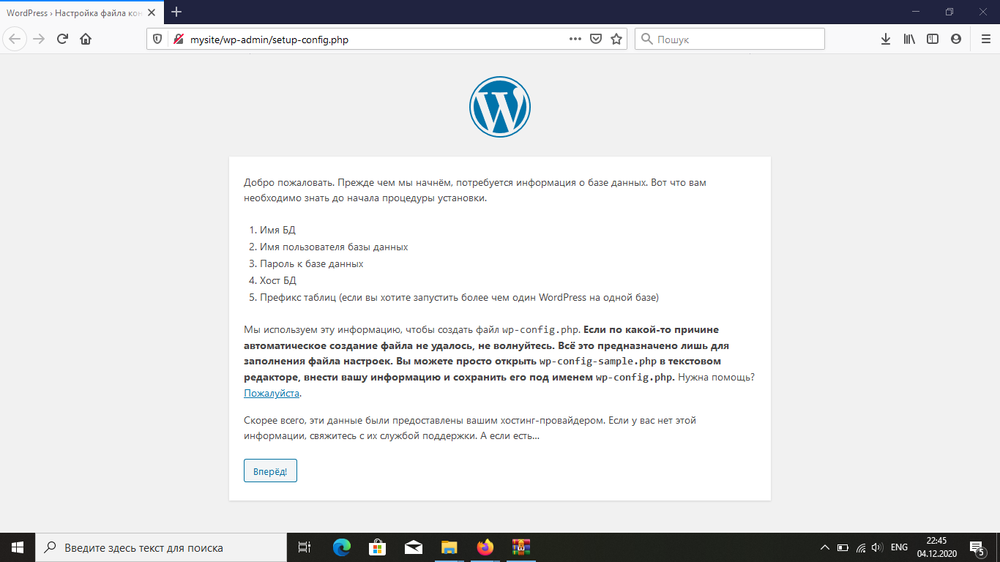 WordPress › Настройка файла кон
mysite/wp-admin/setup-config.php
Пошук
Добро пожаловать. Прежде чем мы начнём, потребуется информация о базе данных. Вот что вам
необходимо знать до начала процедуры установки.
1. Имя БД
2. Имя пользователя базы данных
3. Пароль к базе данных
4. Хост БД
5. Префикс таблиц (если вы хотите запустить более чем один WordPress на одной базе)
Мы используем эту информацию, чтобы создать файл wp-config.php. Если по какой-то причине
автоматическое создание файла не удалось, не волнуйтесь. Всё это предназначено лишь для
заполнения файла настроек. Вы можете просто открыть wp-config-sample.php в текстовом
редакторе, внести вашу информацию и сохранить его под именем wp-config.php. Нужна помощь?
Пожалуйста.
Скорее всего, эти данные были предоставлены вашим хостинг-провайдером. Если у вас нет этой
информации, свяжитесь с их службой поддержки. А если есть…
Вперёд!
Введите здесь текст для поиска
ENG
22:45
04.12.2020
5